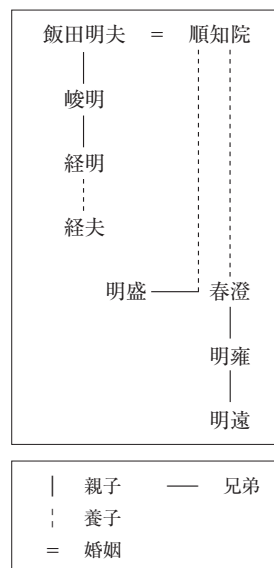 飯田明夫 = 順知院
峻明
経明
経夫
明盛 春澄
明雍
明遠
| 親子 — 兄弟
¦ 養子
= 婚姻